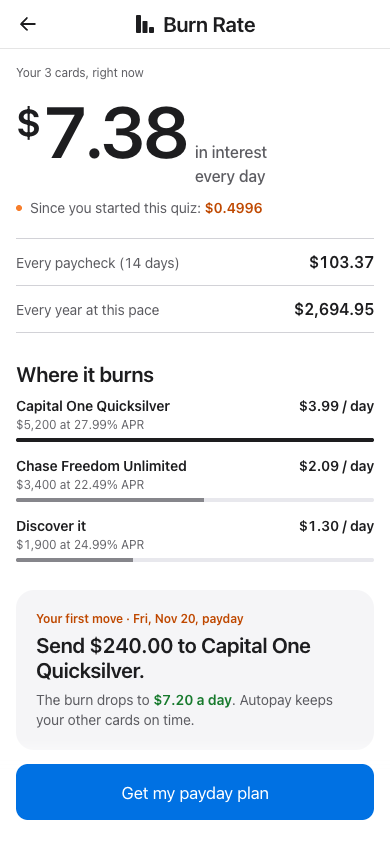 Burn Rate
Your 3 cards, right now
$7.38 in interest
every day
Since you started this quiz: $0.4996
Every paycheck (14 days) $103.37
Every year at this pace $2,694.95
Where it burns
Capital One Quicksilver $3.99 / day
$5,200 at 27.99% APR
Chase Freedom Unlimited $2.09 / day
$3,400 at 22.49% APR
Discover it $1.30 / day
$1,900 at 24.99% APR
Your first move · Fri, Nov 20, payday
Send $240.00 to Capital One
Quicksilver.
The burn drops to $7.20 a day. Autopay keeps
your other cards on time.
Get my payday plan